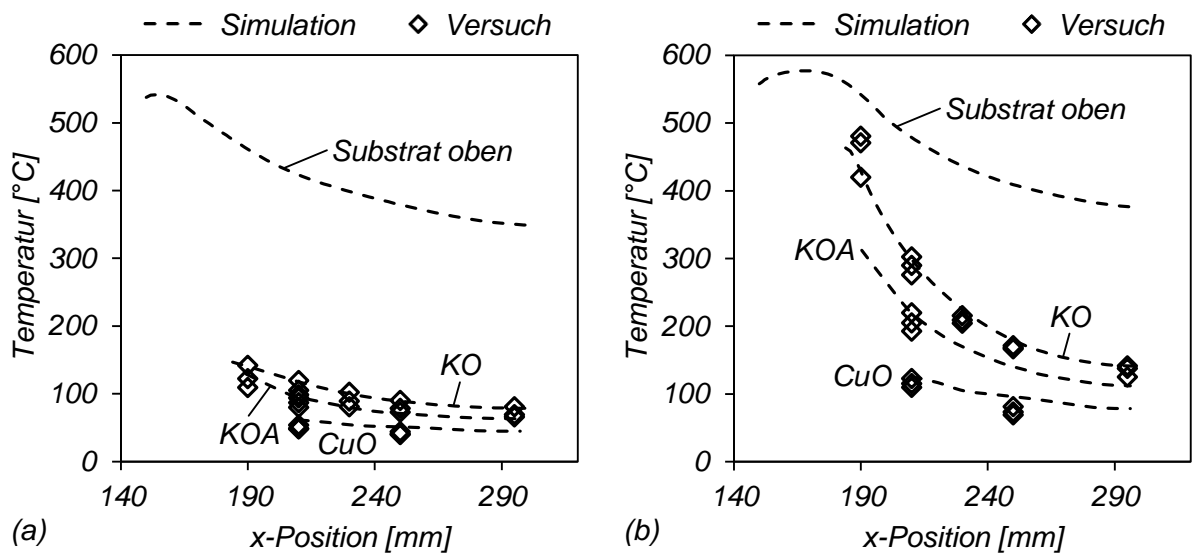 Simulation Versuch
600
500
400
300
200
100
0
140 190 240 290
Temperatur [°C]
x-Position [mm]
Substrat oben
KO
KOA
CuO
(a)
Simulation Versuch
600
500
400
300
200
100
0
140 190 240 290
Temperatur [°C]
x-Position [mm]
Substrat oben
KOA
KO
CuO
(b)